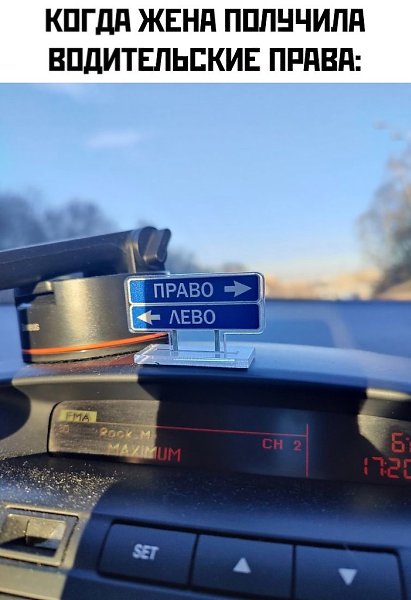 КОГДА ЖЕНА ПОЛУЧИЛА
ВОДИТЕЛЬСКИЕ ПРАВА:
ПРАВО →
← ЛЕВО
FMA
Rock M
CH 2
MAXIMUM
17:20
SET
▲
▼